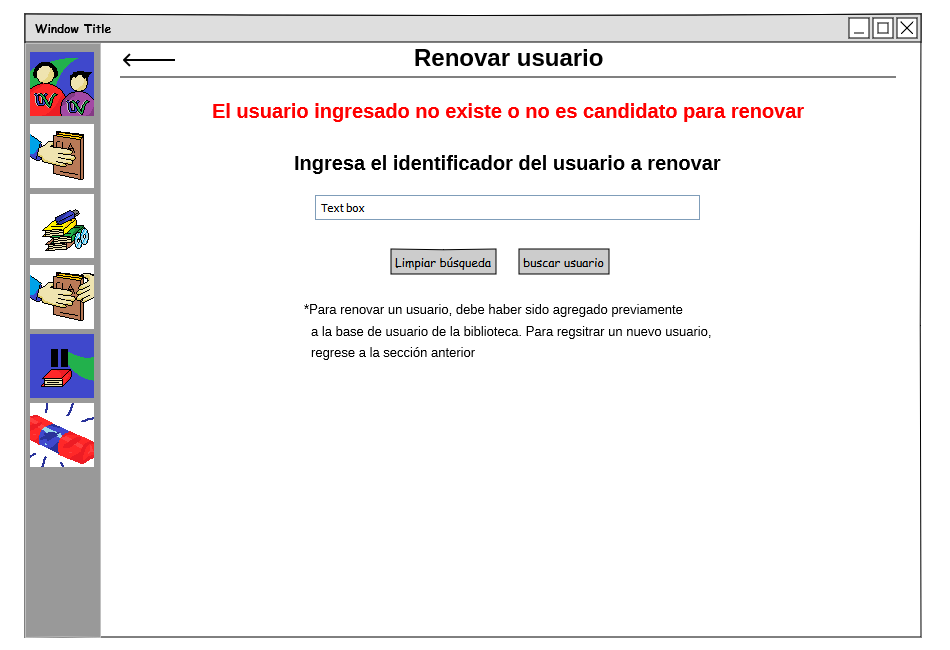 Window Title
Renovar usuario
El usuario ingresado no existe o no es candidato para renovar
Ingresa el identificador del usuario a renovar
Text box
Limpiar búsqueda
buscar usuario
*Para renovar un usuario, debe haber sido agregado previamente
a la base de usuario de la biblioteca. Para regsitrar un nuevo usuario,
regrese a la sección anterior